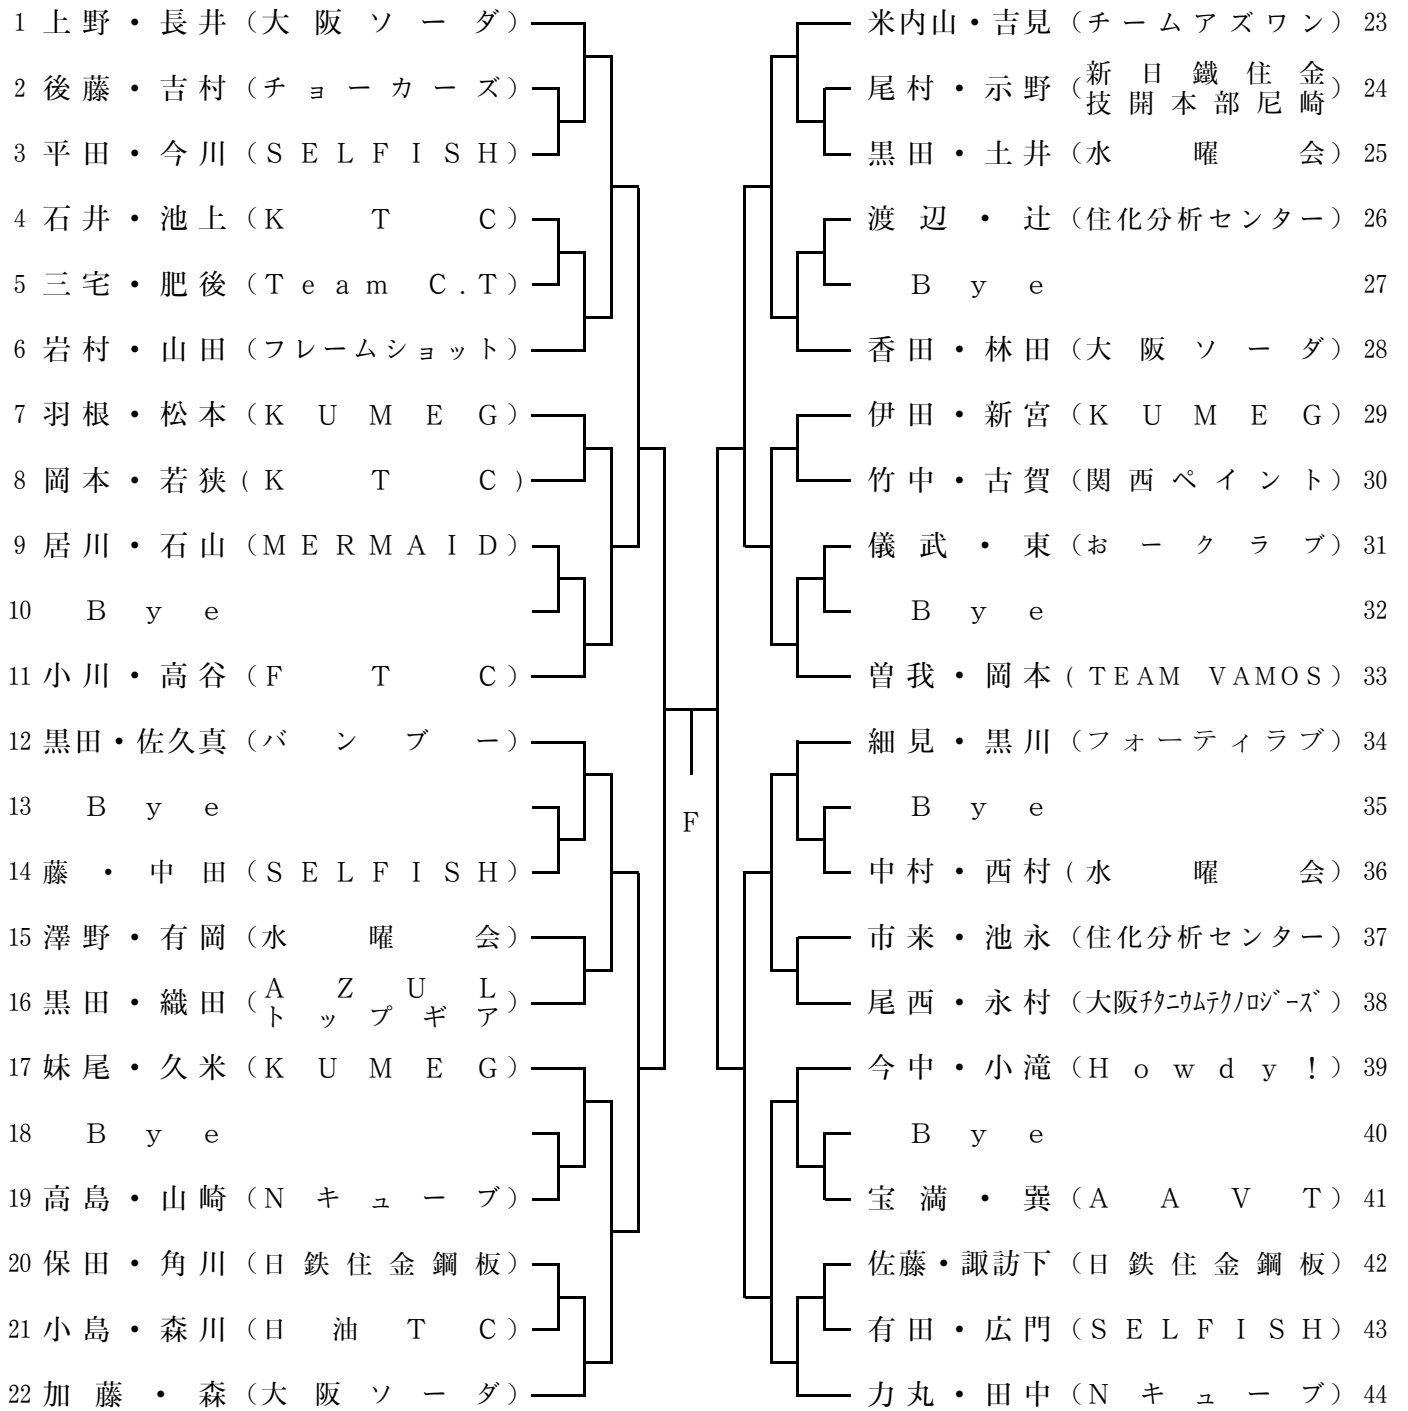 1 上野・長井（大阪ソーダ）
2 後藤・吉村（チョーカーズ）
3 平田・今川（SELFISH）
4 石井・池上（KTC）
5 三宅・肥後（Team C.T）
6 岩村・山田（フレームショット）
7 羽根・松本（KUMEG）
8 岡本・若狭（KTC）
9 居川・石山（MERMAID）
10 Bye
11 小川・高谷（FTC）
12 黒田・佐久真（バンブー）
13 Bye
14 藤・中田（SELFISH）
15 澤野・有岡（水曜会）
16 黒田・織田（AZUL
トップギア）
17 妹尾・久米（KUMEG）
18 Bye
19 高島・山崎（Nキューブ）
20 保田・角川（日鉄住金鋼板）
21 小島・森川（日油TC）
22 加藤・森（大阪ソーダ）
F
米内山・吉見（チームアズワン）23
尾村・示野（新日鐵住金
技開本部尼崎）24
黒田・土井（水曜会）25
渡辺・辻（住化分析センター）26
Bye 27
香田・林田（大阪ソーダ）28
伊田・新宮（KUMEG）29
竹中・古賀（関西ペイント）30
儀武・東（おークラブ）31
Bye 32
曽我・岡本（TEAM VAMOS）33
細見・黒川（フォーティラブ）34
Bye 35
中村・西村（水曜会）36
市来・池永（住化分析センター）37
尾西・永村（大阪ﾁﾀﾆｳﾑﾃｸﾉﾛｼﾞｰｽﾞ）38
今中・小滝（Howdy!）39
Bye 40
宝満・巽（AAVT）41
佐藤・諏訪下（日鉄住金鋼板）42
有田・広門（SELFISH）43
力丸・田中（Nキューブ）44